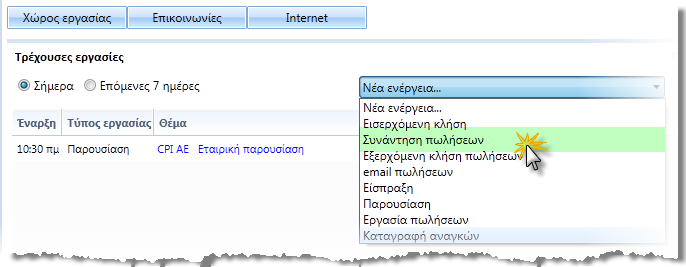 Χώρος εργασίας Επικοινωνίες Internet
Τρέχουσες εργασίες
Σήμερα Επόμενες 7 ημέρες
Νέα ενέργεια...
Έναρξη Τύπος εργασίας Θέμα
10:30 πμ Παρουσίαση CPI AE Εταιρική παρουσίαση
Νέα ενέργεια...
Εισερχόμενη κλήση
Συνάντηση πωλήσεων
Εξερχόμενη κλήση πωλήσεων
email πωλήσεων
Είσπραξη
Παρουσίαση
Εργασία πωλήσεων
Καταγραφή αναγκών